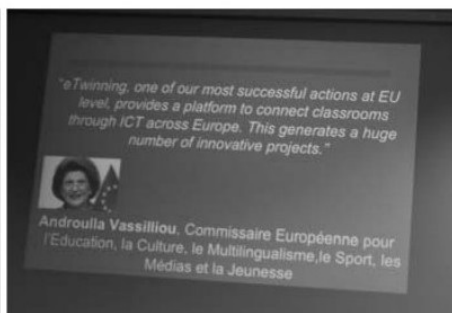 "eTwinning, one of our most successful actions at EU
level, provides a platform to connect classrooms
through ICT across Europe. This generates a huge
number of innovative projects."
Androulla Vassilliou, Commissaire Européenne pour
l'Education, la Culture, le Multilingualisme,le Sport, les
Médias et la Jeunesse